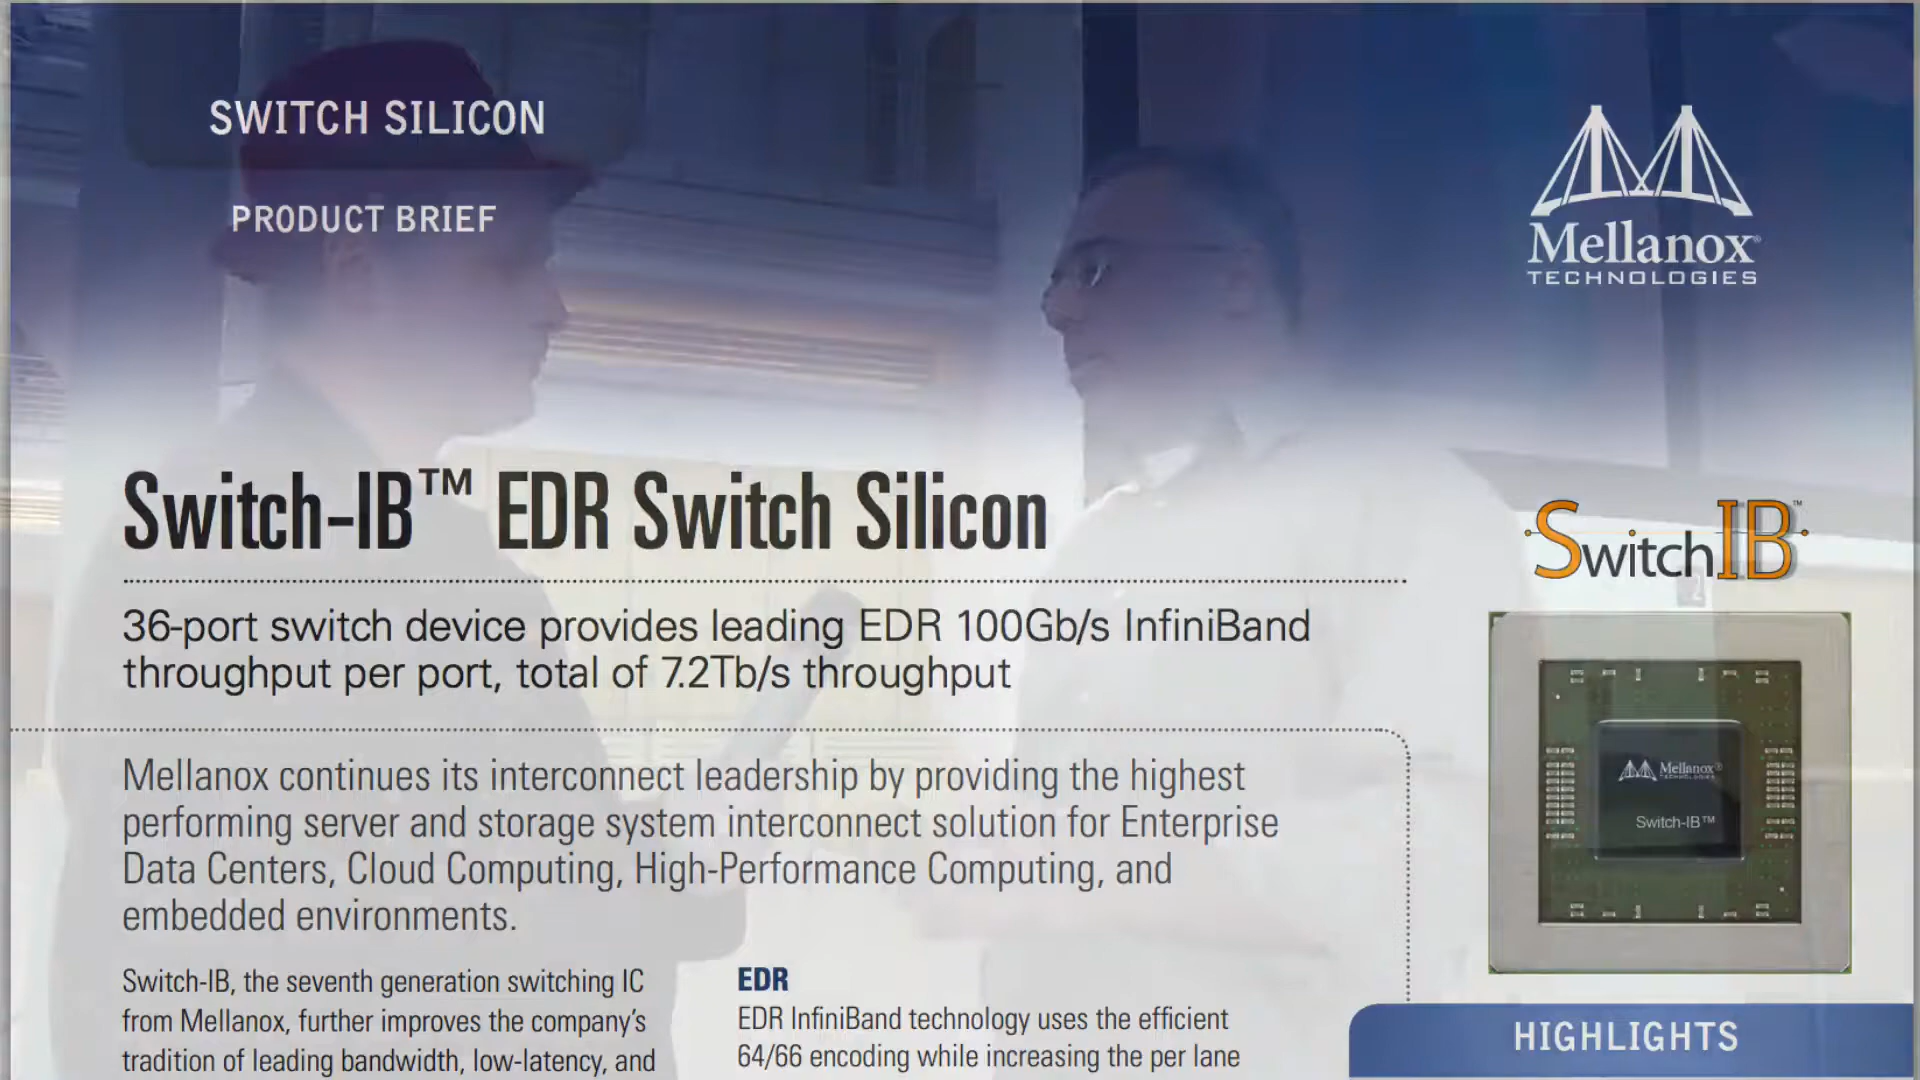 SWITCH SILICON
PRODUCT BRIEF
Mellanox®
TECHNOLOGIES
Switch-IB™ EDR Switch Silicon
SwitchIB™
36-port switch device provides leading EDR 100Gb/s InfiniBand
throughput per port, total of 7.2Tb/s throughput
Mellanox continues its interconnect leadership by providing the highest
performing server and storage system interconnect solution for Enterprise
Data Centers, Cloud Computing, High-Performance Computing, and
embedded environments.
Mellanox®
TECHNOLOGIES
Switch-IB™
Switch-IB, the seventh generation switching IC
from Mellanox, further improves the company's
tradition of leading bandwidth, low-latency, and
EDR
EDR InfiniBand technology uses the efficient
64/66 encoding while increasing the per lane
HIGHLIGHTS